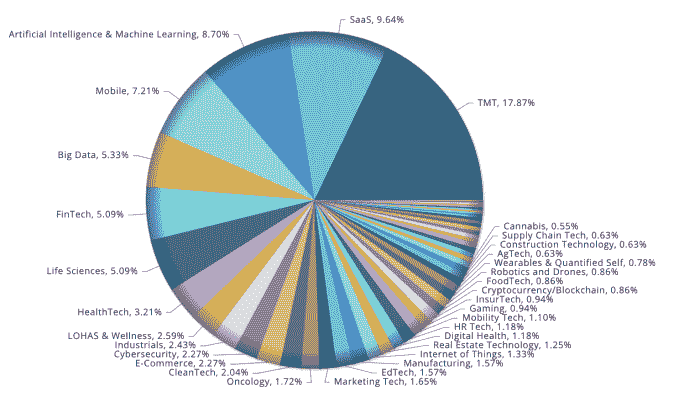 SaaS, 9.64%
Artificial Intelligence & Machine Learning, 8.70%
Mobile, 7.21%
TMT, 17.87%
Big Data, 5.33%
FinTech, 5.09%
Life Sciences, 5.09%
HealthTech, 3.21%
LOHAS & Wellness, 2.59%
Industrials, 2.43%
Cybersecurity, 2.27%
E-Commerce, 2.27%
CleanTech, 2.04%
Oncology, 1.72%
Marketing Tech, 1.65%
EdTech, 1.57%
Manufacturing, 1.57%
Internet of Things, 1.33%
Real Estate Technology, 1.25%
Digital Health, 1.18%
HR Tech, 1.18%
Mobility Tech, 1.10%
Gaming, 0.94%
InsurTech, 0.94%
Cryptocurrency/Blockchain, 0.86%
FoodTech, 0.86%
Robotics and Drones, 0.86%
Wearables & Quantified Self, 0.78%
AgTech, 0.63%
Construction Technology, 0.63%
Supply Chain Tech, 0.63%
Cannabis, 0.55%